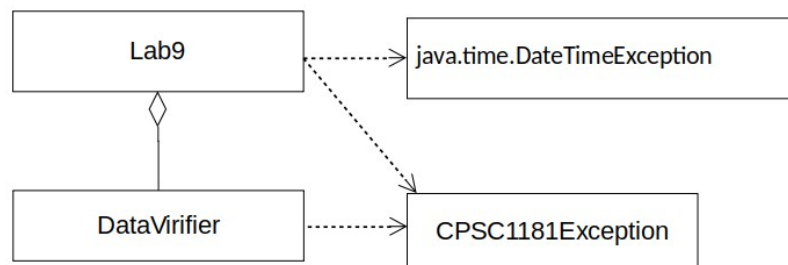 Lab9
java.time.DateTimeException
DataVirifier
CPSC1181Exception